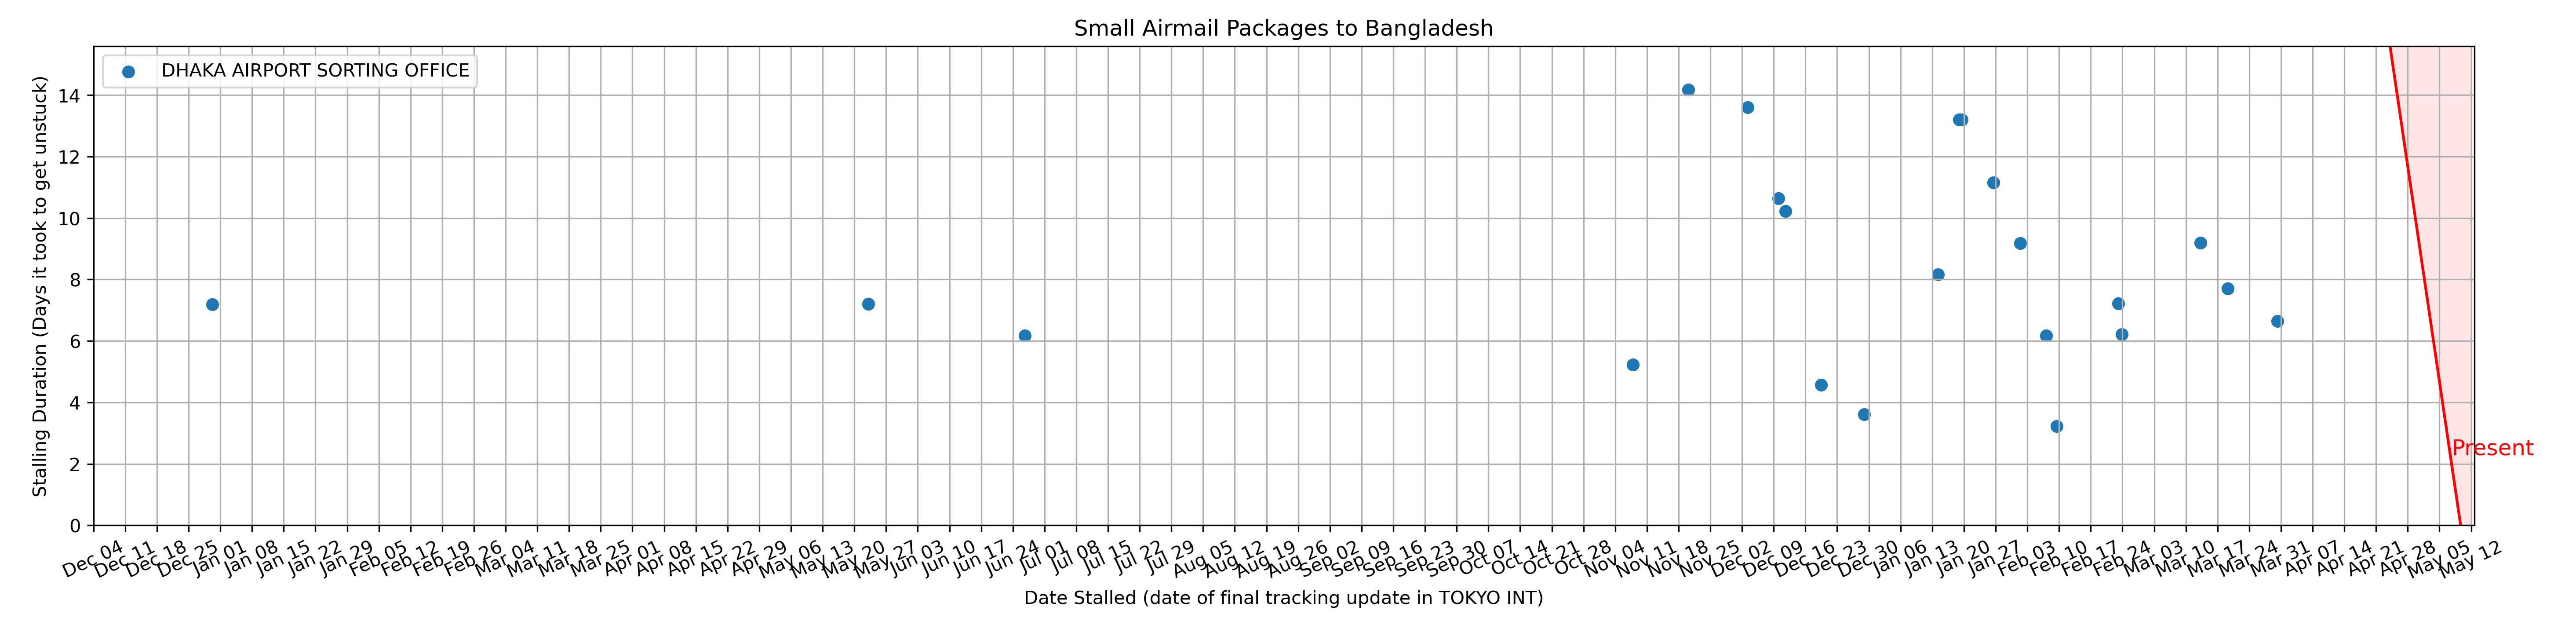 Small Airmail Packages to Bangladesh
DHAKA AIRPORT SORTING OFFICE
Stalling Duration (Days it took to get unstuck)
14
12
10
8
6
4
2
0
Present
Dec 04
Dec 11
Dec 18
Dec 25
Jan 01
Jan 08
Jan 15
Jan 22
Jan 29
Feb 05
Feb 12
Feb 19
Feb 26
Mar 04
Mar 11
Mar 18
Mar 25
Apr 01
Apr 08
Apr 15
Apr 22
Apr 29
May 06
May 13
May 20
May 27
Jun 03
Jun 10
Jun 17
Jun 24
Jul 01
Jul 08
Jul 15
Jul 22
Jul 29
Aug 05
Aug 12
Aug 19
Aug 26
Sep 02
Sep 09
Sep 16
Sep 23
Sep 30
Oct 07
Oct 14
Oct 21
Oct 28
Nov 04
Nov 11
Nov 18
Nov 25
Dec 02
Dec 09
Dec 16
Dec 23
Dec 30
Jan 06
Jan 13
Jan 20
Jan 27
Feb 03
Feb 10
Feb 17
Feb 24
Mar 03
Mar 10
Mar 17
Mar 24
Mar 31
Apr 07
Apr 14
Apr 21
Apr 28
May 05
May 12
Date Stalled (date of final tracking update in TOKYO INT)